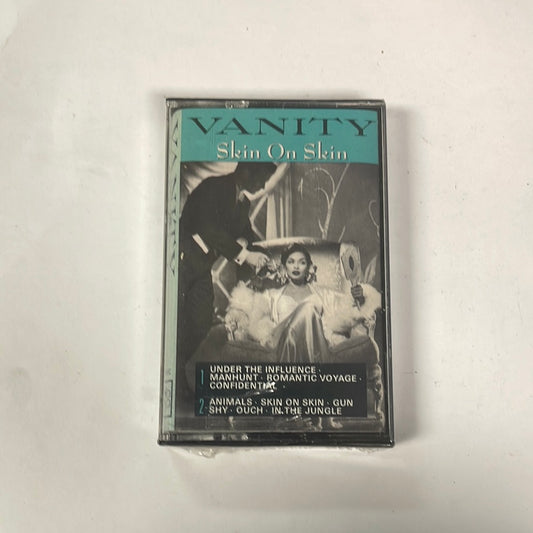 VANITY
Skin On Skin
VANITY
1 UNDER THE INFLUENCE ·
MANHUNT · ROMANTIC VOYAGE ·
CONFIDENTIAL ·
2 ANIMALS · SKIN ON SKIN · GUN
SHY · OUCH · IN THE JUNGLE